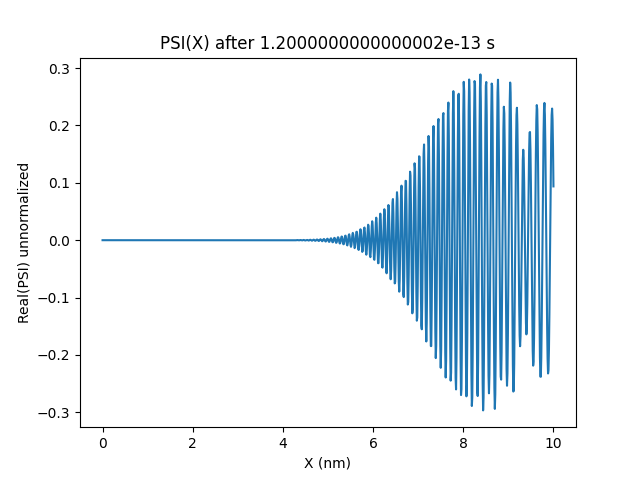 PSI(X) after 1.2000000000000002e-13 s
Real(PSI) unnormalized
0.3
0.2
0.1
0.0
−0.1
−0.2
−0.3
0 2 4 6 8 10
X (nm)